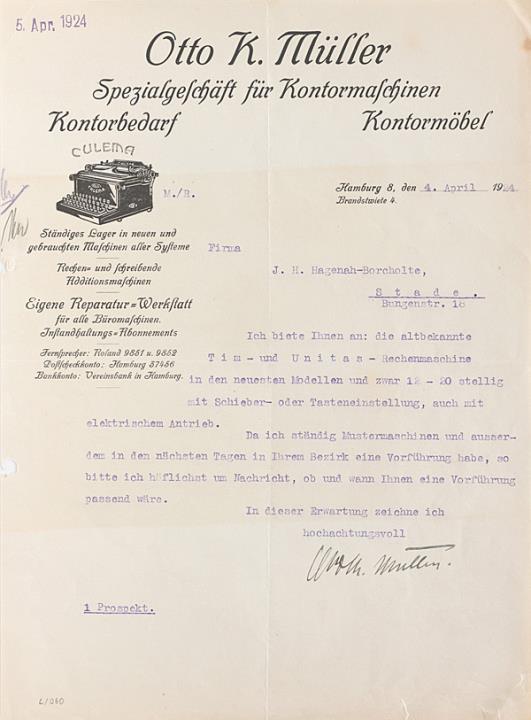 5. Apr. 1924
Otto K. Müller
Spezialgeschäft für Kontormaschinen
Kontorbedarf Kontormöbel
CULEMA
M./R.
Hamburg 8, den 4. April 1924.
Brandstwiete 4.
Ständiges Lager in neuen und
gebrauchten Maschinen aller Systeme
Rechen- und schreibende
Additionsmaschinen
Eigene Reparatur-Werkstatt
für alle Büromaschinen.
Instandhaltungs-Abonnements
Fernsprecher: Roland 9851 u. 9852
Postscheckkonto: Hamburg 37456
Bankkonto: Vereinsbank in Hamburg.
Firma
J. H. Hagenah-Borcholte,
S t a d e .
Bungenstr. 18
Ich biete Ihnen an: die altbekannte
T i m - und U n i t a s - Rechenmaschine
in den neuesten Modellen und zwar 12 - 20 stellig
mit Schieber- oder Tasteneinstellung, auch mit
elektrischem Antrieb.
Da ich ständig Mustermaschinen und ausser-
dem in den nächsten Tagen in Ihrem Bezirk eine Vorführung habe, so
bitte ich höflichst um Nachricht, ob und wann Ihnen eine Vorführung
passend wäre.
In dieser Erwartung zeichne ich
hochachtungsvoll
Otto K. Müller.
1 Prospekt.